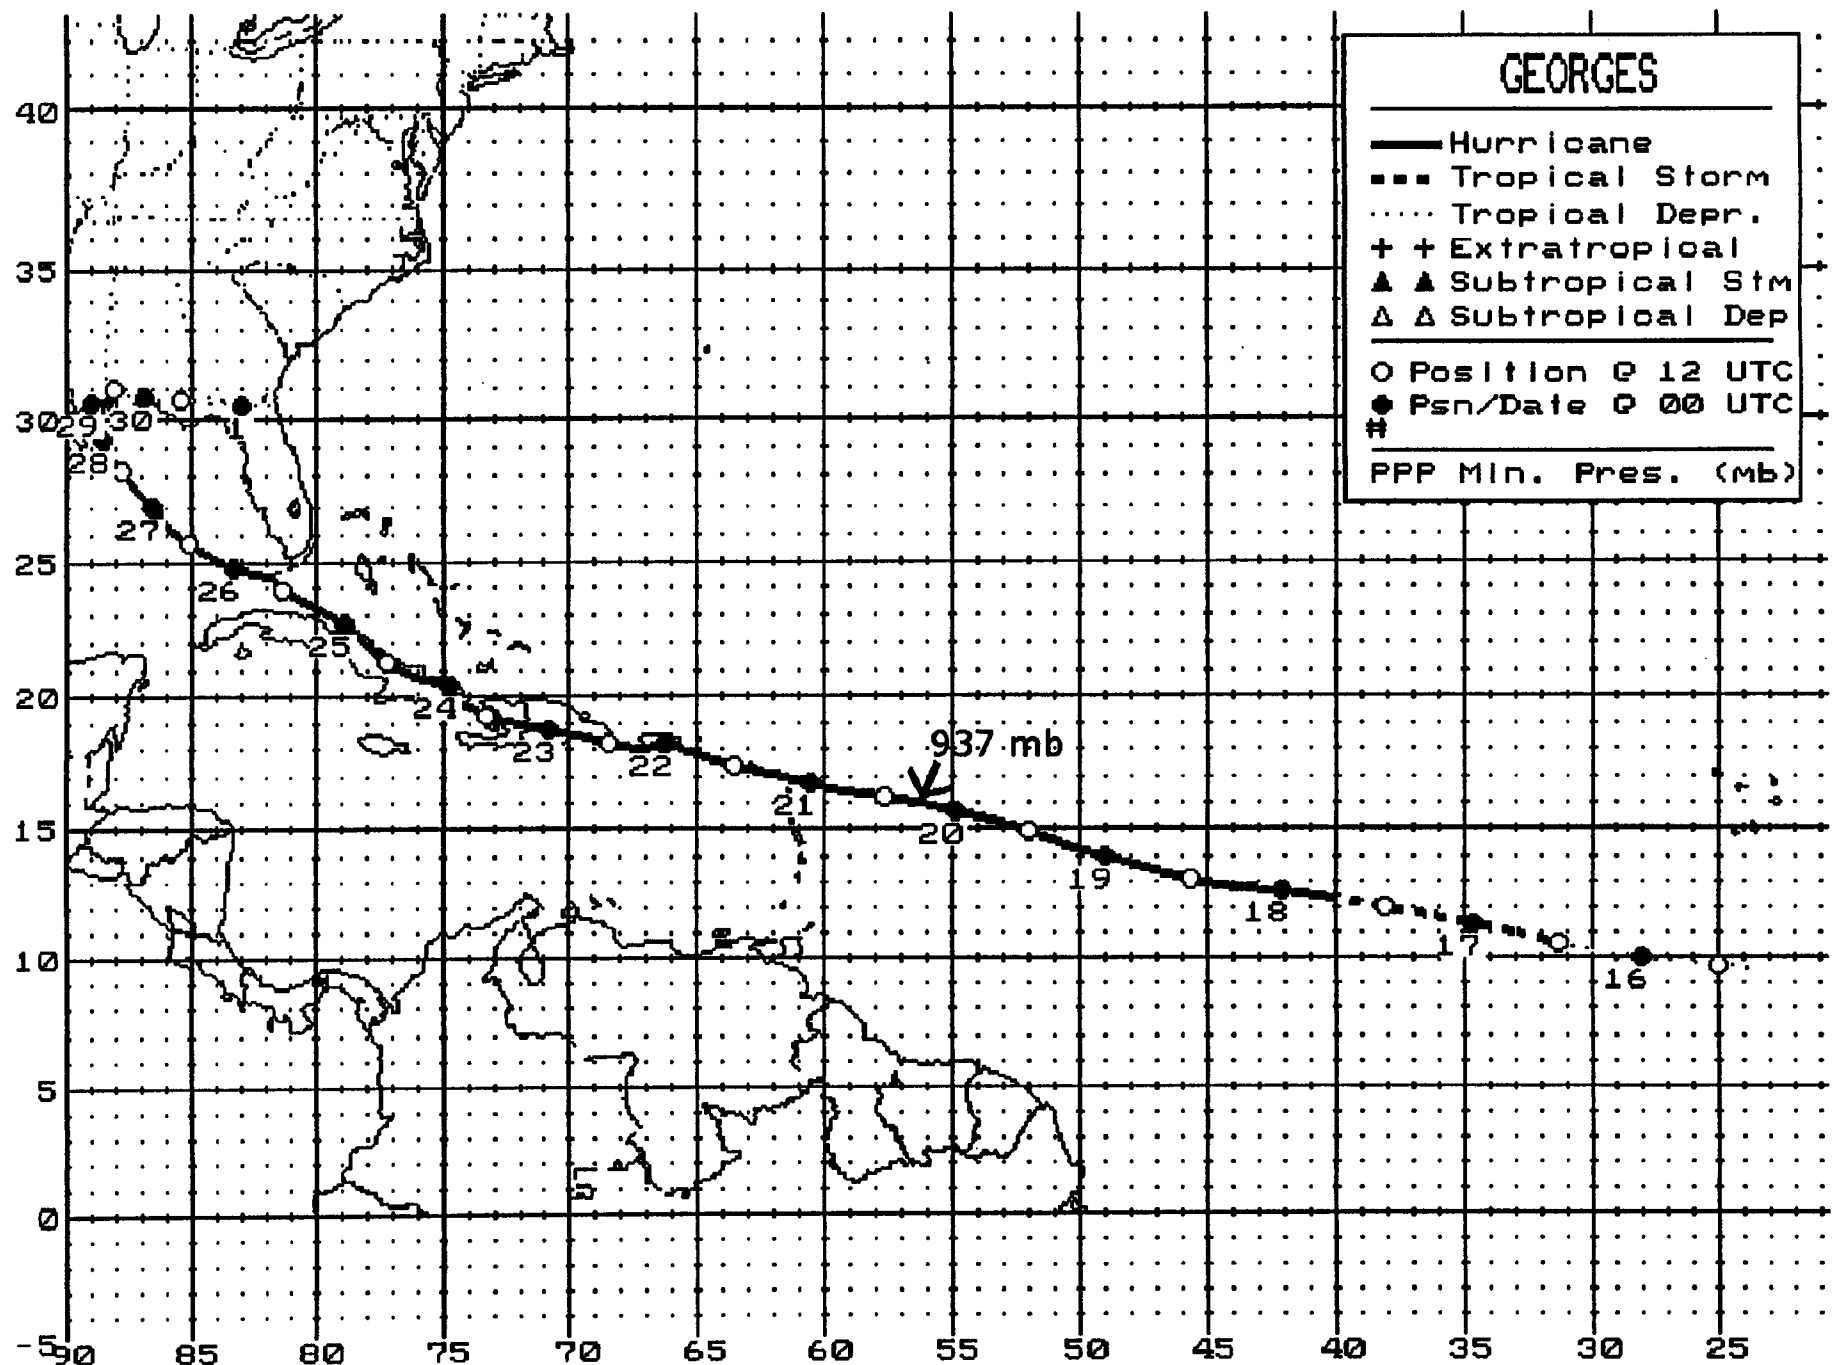 GEORGES
Hurricane
Tropical Storm
Tropical Depr.
+ + Extratropical
Subtropical Stm
Subtropical Dep
Position @ 12 UTC
Psn/Date @ 00 UTC
#
PPP Min. Pres. (mb)
40
35
30
29 30 1
28
27
25
26
25
20
24
23
22
937 mb
21
20
15
19
18
17
16
10
5
0
-5
90 85 80 75 70 65 60 55 50 45 40 35 30 25